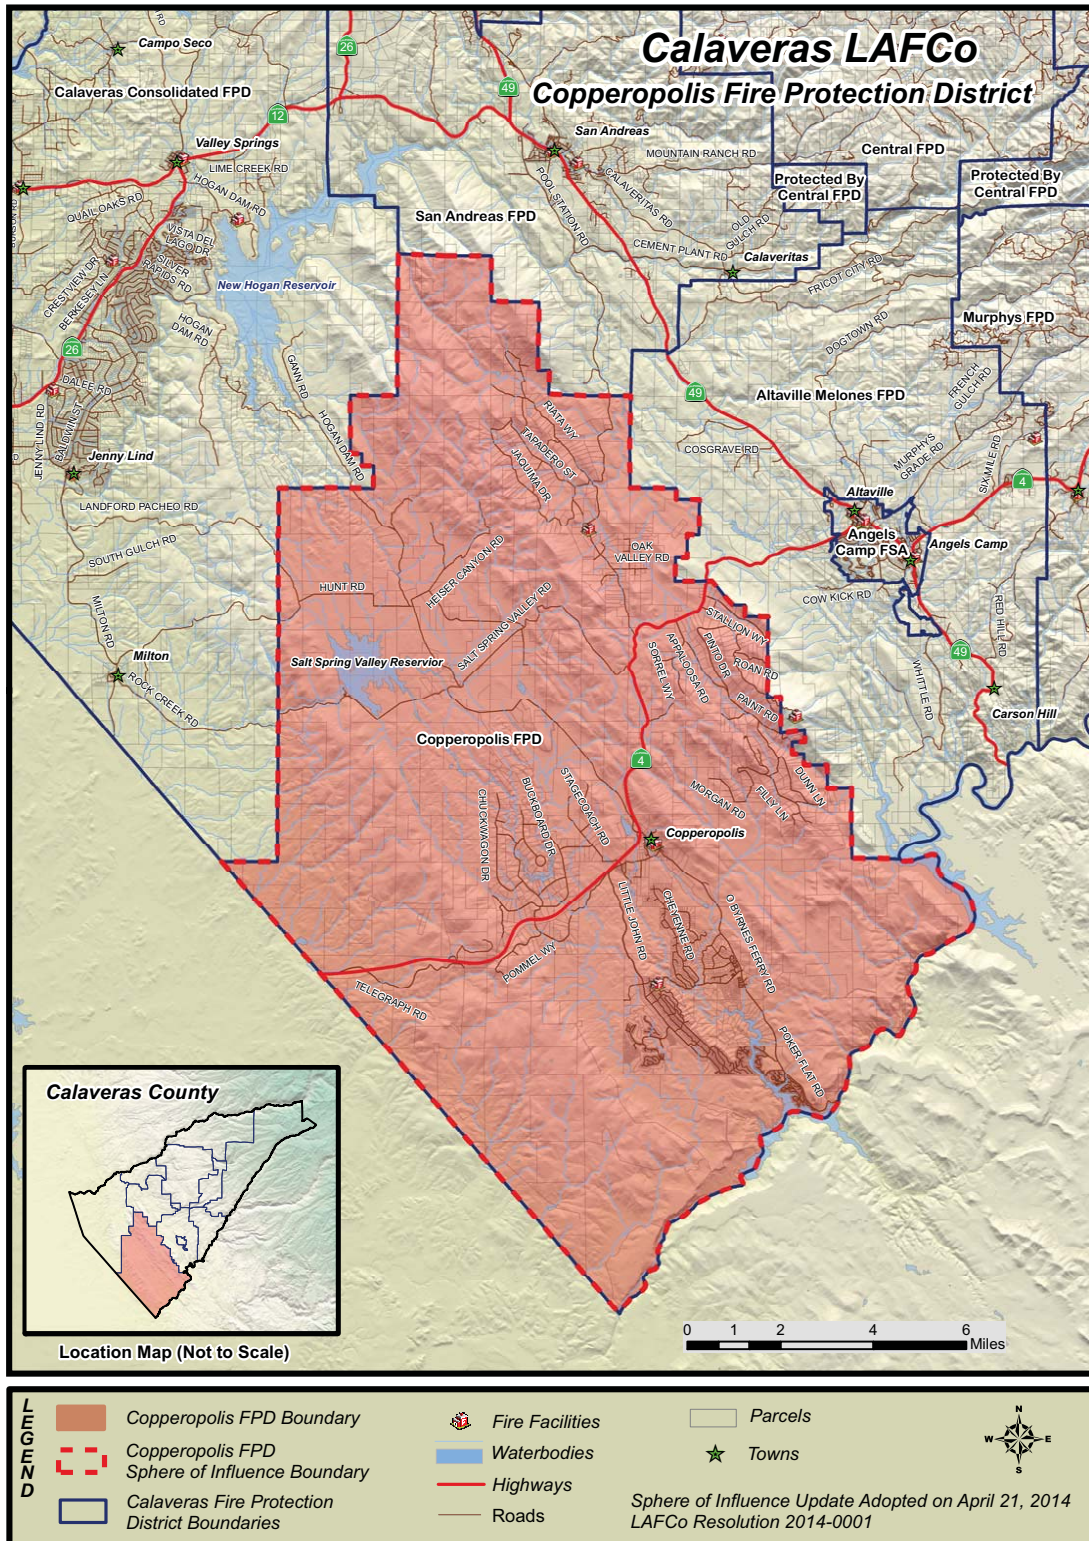 Calaveras LAFCo
Copperopolis Fire Protection District
Campo Seco
26
49
Calaveras Consolidated FPD
12
San Andreas
Valley Springs
MOUNTAIN RANCH RD
Central FPD
LIME CREEK RD
Protected By
Central FPD
Protected By
Central FPD
POOL STATION RD
CALAVERITAS RD
HOGAN DAM RD
QUAIL OAKS RD
San Andreas FPD
OLD
GULCH RD
VISTA DEL
LAGO DR
CEMENT PLANT RD
Calaveritas
CRESTVIEW DR
SILVER
RAPIDS RD
BERKESEY LN
New Hogan Reservoir
FRICOT CITY RD
HOGAN
DAM RD
Murphys FPD
26
DOGTOWN RD
GANN RD
FRENCH
GULCH RD
DALEE RD
49
Altaville Melones FPD
JENNY LIND RD
BALDWIN ST
HOGAN DAM RD
RIATA WY
TAPADERO ST
JAQUIMA DR
COSGRAVE RD
MURPHYS
GRADE RD
SIXMILE RD
Jenny Lind
4
LANDFORD PACHEO RD
Altaville
Angels
Camp FSA
Angels Camp
SOUTH GULCH RD
OAK
VALLEY RD
HEISER CANYON RD
HUNT RD
COW KICK RD
MILTON RD
SALT SPRING VALLEY RD
STALLION WY
RED HILL RD
Milton
Salt Spring Valley Reservior
SORREL WY
APPALOOSA RD
PINTO DR
ROAN RD
49
ROCK CREEK RD
WHITTLE RD
PAINT RD
Carson Hill
Copperopolis FPD
4
STAGECOACH RD
BUCKBOARD DR
CHUCKWAGON DR
MORGAN RD
FILLY LN
DUNN LN
Copperopolis
LITTLE JOHN RD
CHEYENNE RD
O BYRNES FERRY RD
POMMEL WY
TELEGRAPH RD
POKER FLAT RD
Calaveras County
Location Map (Not to Scale)
0 1 2 4 6
Miles
LEGEND
Copperopolis FPD Boundary
Copperopolis FPD
Sphere of Influence Boundary
Calaveras Fire Protection
District Boundaries
Fire Facilities
Waterbodies
Highways
Roads
Parcels
Towns
N
W E
S
Sphere of Influence Update Adopted on April 21, 2014
LAFCo Resolution 2014-0001